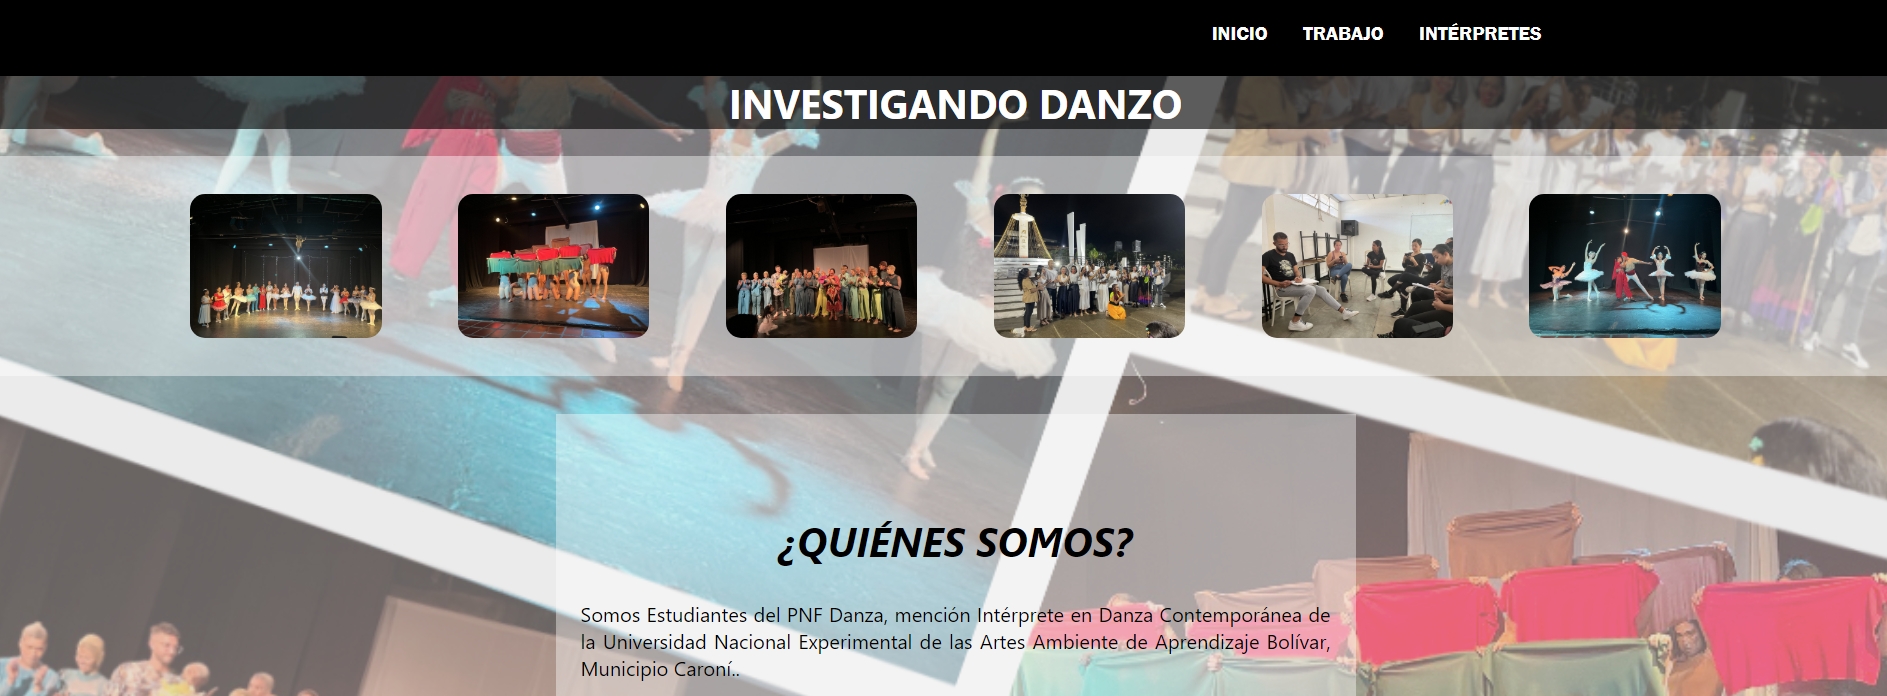 INICIO TRABAJO INTÉRPRETES
INVESTIGANDO DANZO
¿QUIÉNES SOMOS?
Somos Estudiantes del PNF Danza, mención Intérprete en Danza Contemporánea de
la Universidad Nacional Experimental de las Artes Ambiente de Aprendizaje Bolívar,
Municipio Caroní..